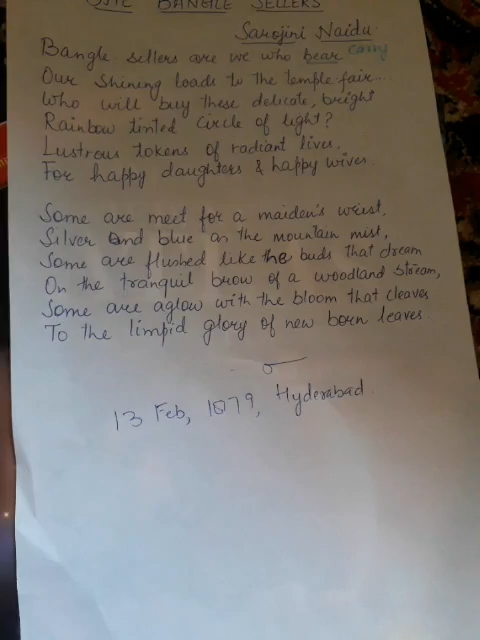 BANGLE SELLERS
Sarojini Naidu
Bangle sellers are we who bear carry
Our shining loads to the temple fair...
Who will buy these delicate, bright
Rainbow tinted circle of light?
Lustrous tokens of radiant lives,
For happy daughters & happy wives.
Some are meet for a maiden's wrist,
Silver and blue as the mountain mist,
Some are flushed like the buds that dream
On the tranquil brow of a woodland stream,
Some are aglow with the bloom that cleaves
To the limpid glory of new born leaves.
13 Feb, 1879, Hyderabad.